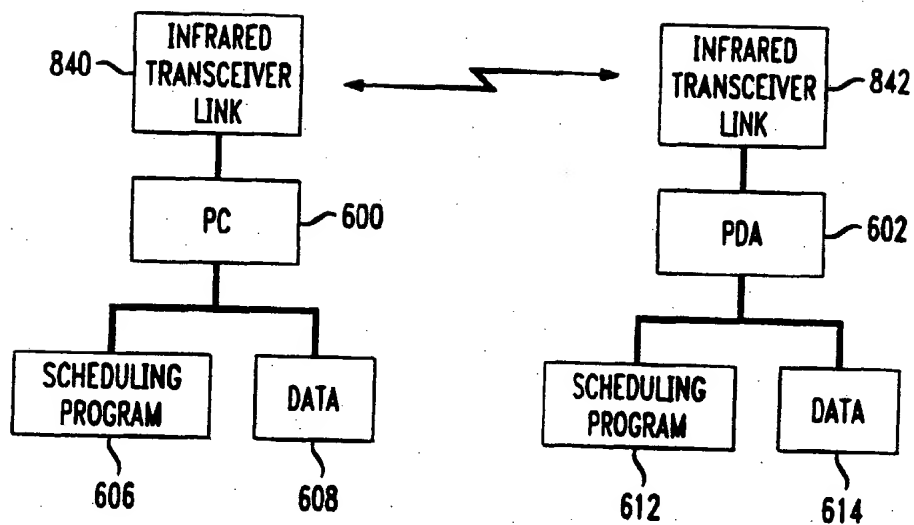 INFRARED
TRANSCEIVER
LINK
840
INFRARED
TRANSCEIVER
LINK
842
PC
600
PDA
602
SCHEDULING
PROGRAM
DATA
SCHEDULING
PROGRAM
DATA
606
608
612
614